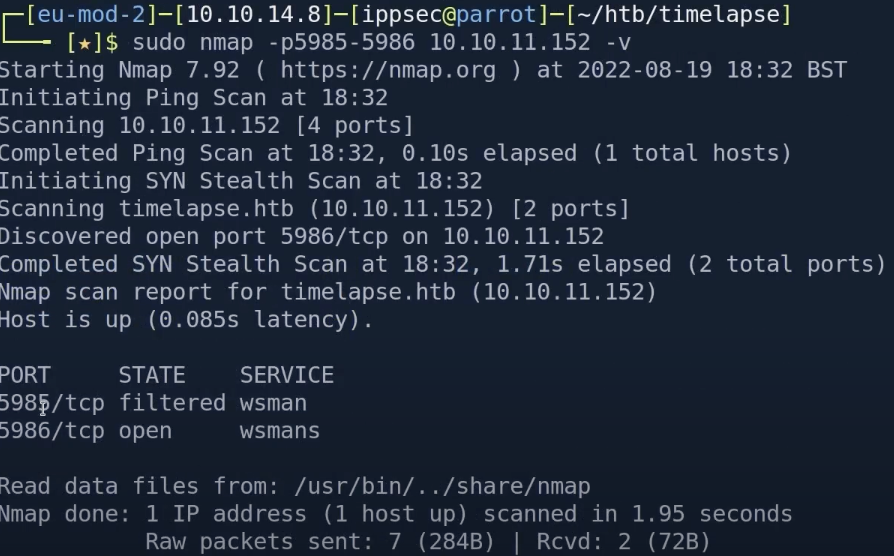 ┌─[eu-mod-2]─[10.10.14.8]─[ippsec@parrot]─[~/htb/timelapse]
└──╼ [★]$ sudo nmap -p5985-5986 10.10.11.152 -v
Starting Nmap 7.92 ( https://nmap.org ) at 2022-08-19 18:32 BST
Initiating Ping Scan at 18:32
Scanning 10.10.11.152 [4 ports]
Completed Ping Scan at 18:32, 0.10s elapsed (1 total hosts)
Initiating SYN Stealth Scan at 18:32
Scanning timelapse.htb (10.10.11.152) [2 ports]
Discovered open port 5986/tcp on 10.10.11.152
Completed SYN Stealth Scan at 18:32, 1.71s elapsed (2 total ports)
Nmap scan report for timelapse.htb (10.10.11.152)
Host is up (0.085s latency).
PORT     STATE    SERVICE
5985/tcp filtered wsman
5986/tcp open     wsmans
Read data files from: /usr/bin/../share/nmap
Nmap done: 1 IP address (1 host up) scanned in 1.95 seconds
           Raw packets sent: 7 (284B) | Rcvd: 2 (72B)